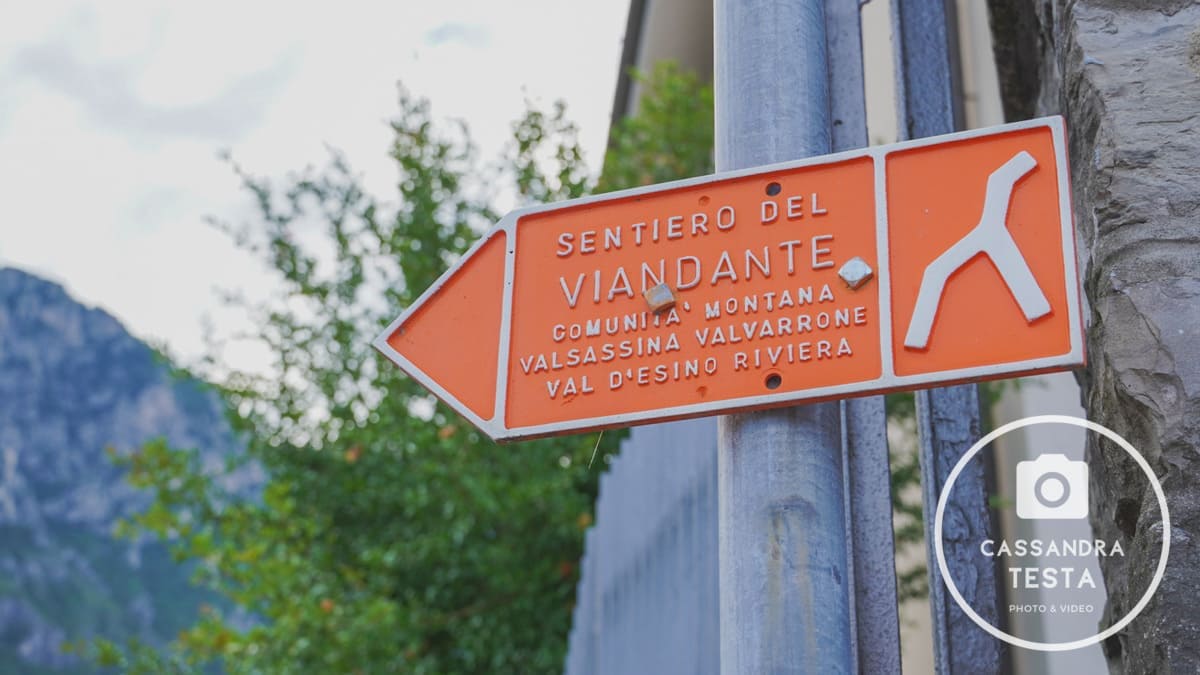 SENTIERO DEL
VIANDANTE
COMUNITA' MONTANA
VALSASSINA VALVARRONE
VAL D'ESINO RIVIERA
CASSANDRA
TESTA
PHOTO & VIDEO